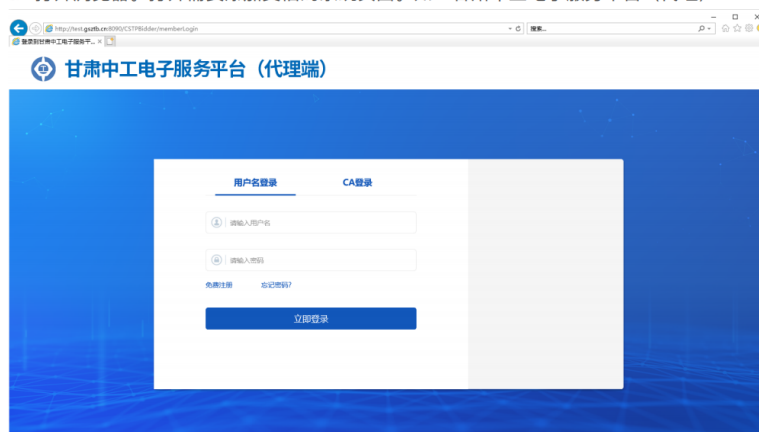 http://test.gsztb.cn:8090/CSTPBidder/memberLogin
搜索...
登录到甘肃中工电子服务平...
甘肃中工电子服务平台（代理端）
用户名登录 CA登录
请输入用户名
请输入密码
免费注册 忘记密码?
立即登录